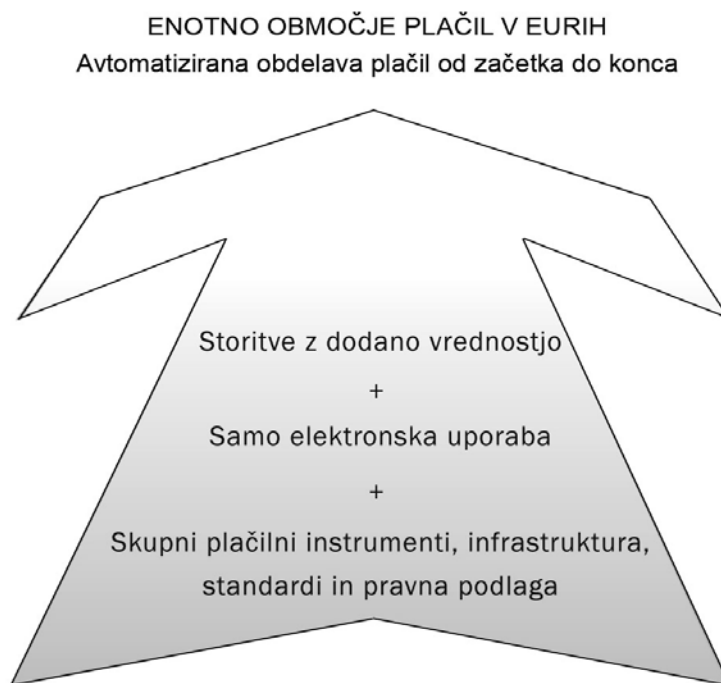 ENOTNO OBMOČJE PLAČIL V EURIH
Avtomatizirana obdelava plačil od začetka do konca
Storitve z dodano vrednostjo
+
Samo elektronska uporaba
+
Skupni plačilni instrumenti, infrastruktura,
standardi in pravna podlaga